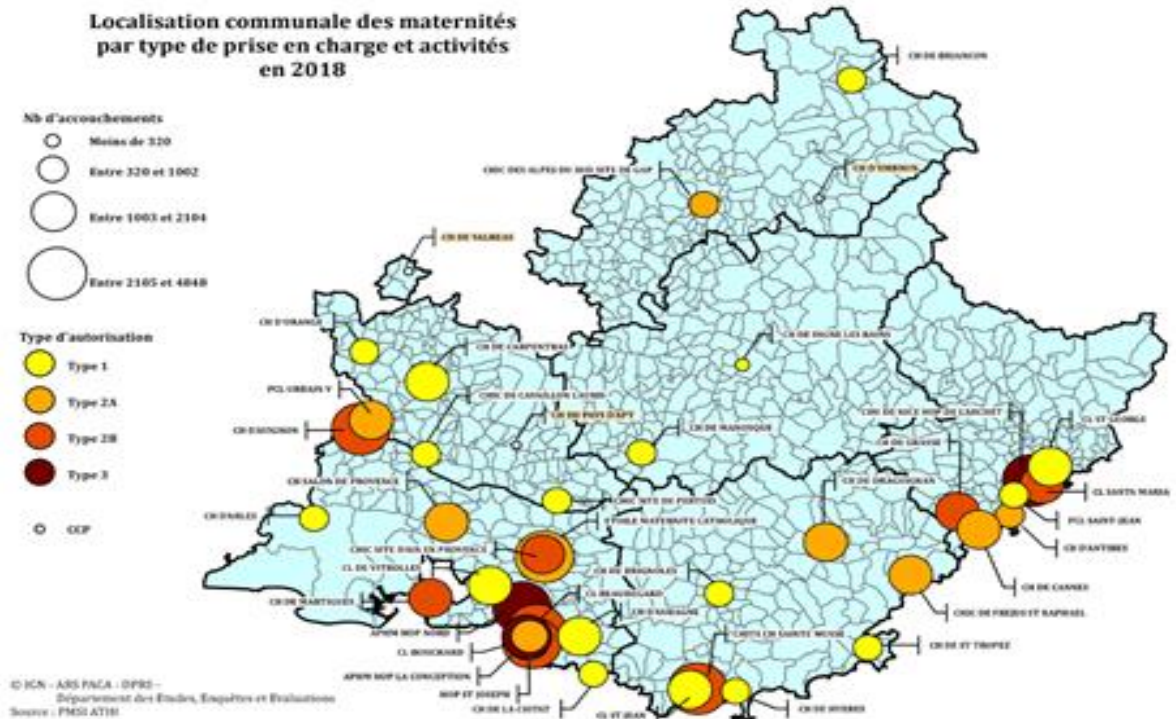 Localisation communale des maternités
par type de prise en charge et activités
en 2018
CH DE BRIANCON
Nb d'accouchements
Moins de 320
Entre 320 et 1002
Entre 1003 et 2104
Entre 2105 et 4848
CHIC DES ALPES DU SUD SITE DE GAP
CH D'EMBRUN
CH DE VALREAS
Type d'autorisation
Type 1
Type 2A
Type 2B
Type 3
CCP
CH D'ORANGE
CH DE CARPENTRAS
CH DE DIGNE LES BAINS
PCL URBAIN V
CHIC DE CAVAILLON LAURIS
CH DU PAYS D'APT
CH D'AVIGNON
CH DE MANOSQUE
CHU DE NICE HOP DE L'ARCHET
CL ST GEORGE
CH DE GRASSE
CH SALON DE PROVENCE
CH DE DRAGUIGNAN
CL SANTA MARIA
CH D'ARLES
CHIC SITE DE PERTUIS
PCL SAINT JEAN
ETOILE MATERNITE CATHOLIQUE
CH D'ANTIBES
CHIC SITE D'AIX EN PROVENCE
CL DE VITROLLES
CH DE BRIGNOLES
CH DE CANNES
CH DE MARTIGUES
CL BEAUREGARD
CH D'AUBAGNE
CHIC DE FREJUS ST RAPHAEL
APHM HOP NORD
CHITS CH SAINTE MUSSE
CL BOUCHARD
CH DE ST TROPEZ
APHM HOP LA CONCEPTION
HOP ST JOSEPH
CH DE LA CIOTAT
CL ST JEAN
CH DE HYERES
© IGN - ARS PACA : DPRS -
Département des Etudes, Enquêtes et Evaluations
Source : PMSI ATIH